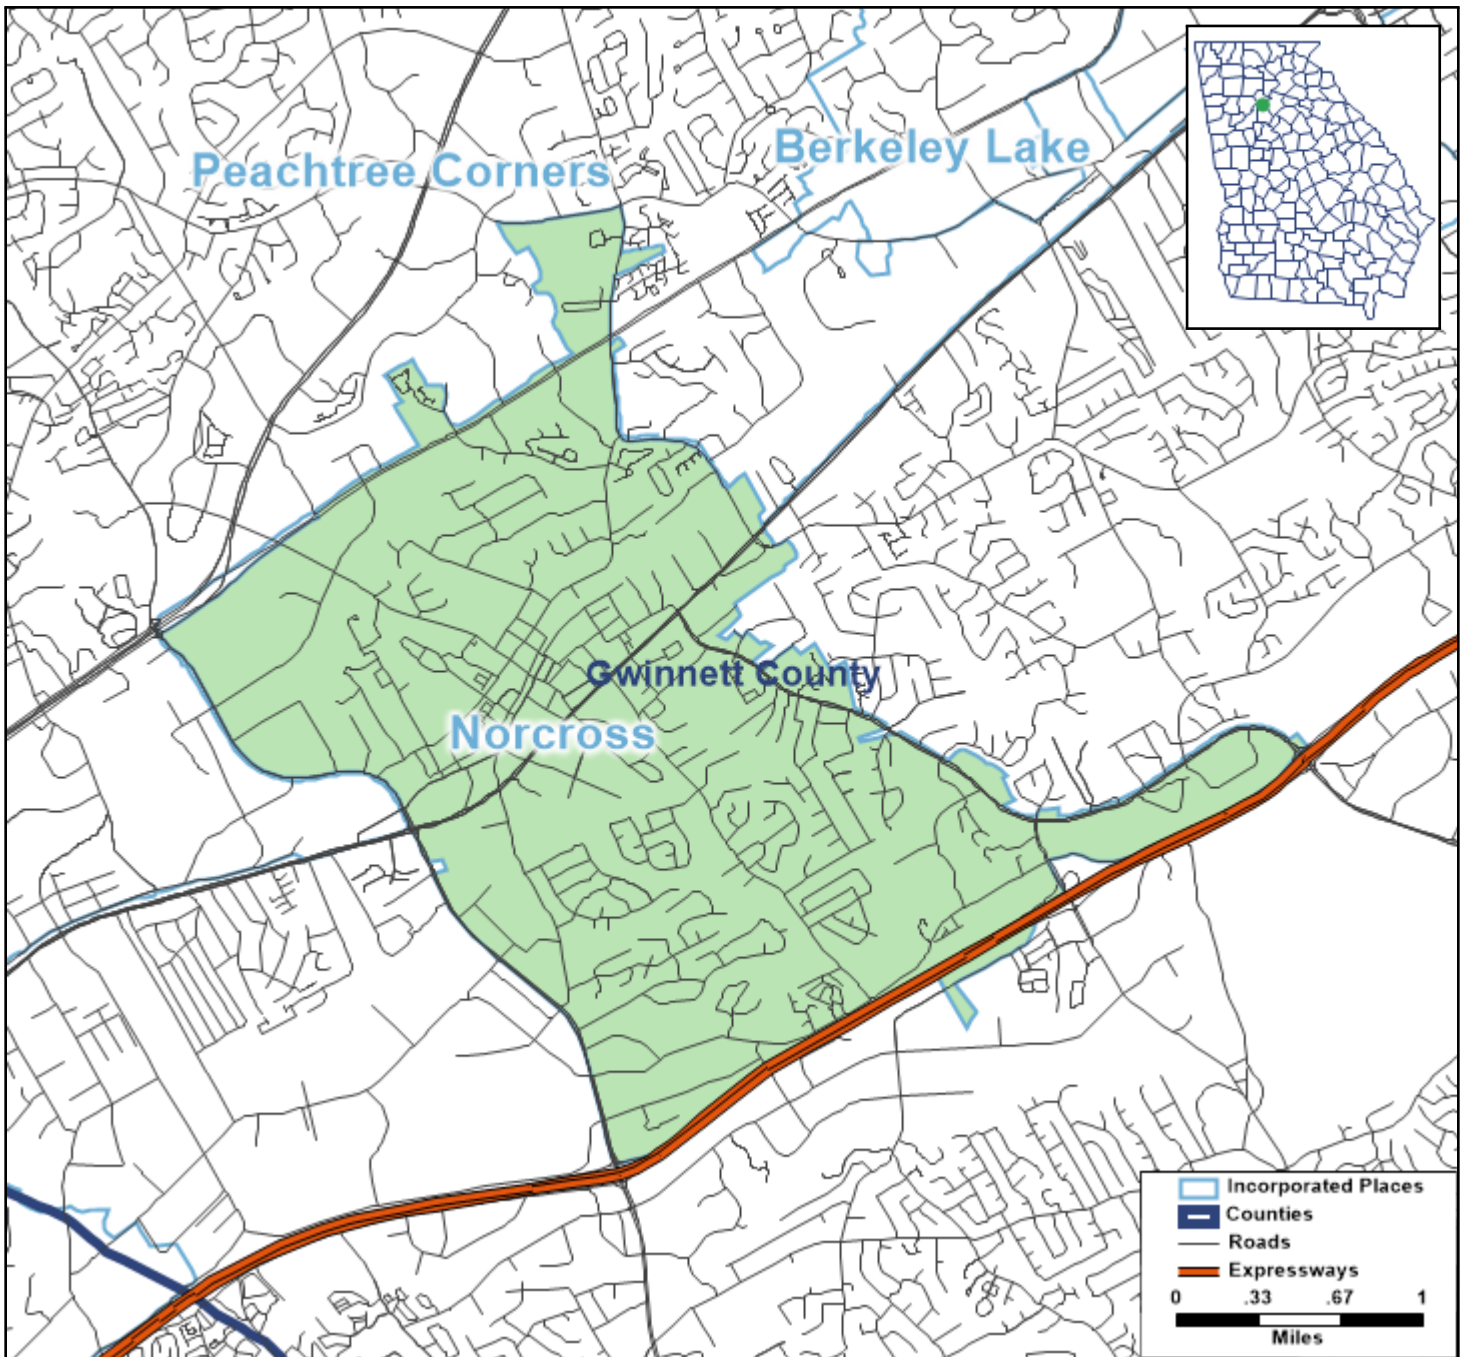 Berkeley Lake
Peachtree Corners
Gwinnett County
Norcross
Incorporated Places
Counties
Roads
Expressways
0 .33 .67 1
Miles